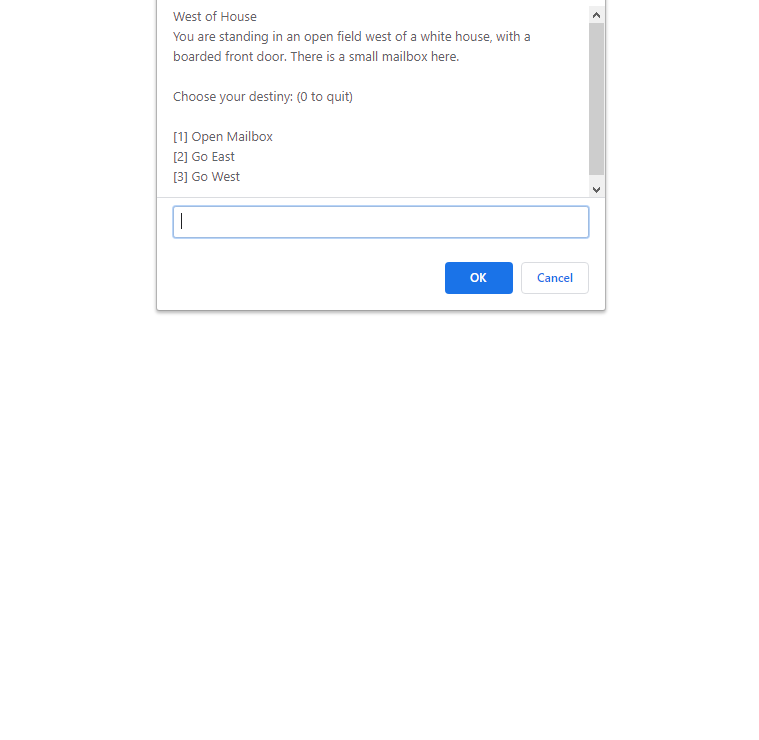 West of House
You are standing in an open field west of a white house, with a
boarded front door. There is a small mailbox here.
Choose your destiny: (0 to quit)
[1] Open Mailbox
[2] Go East
[3] Go West
OK
Cancel